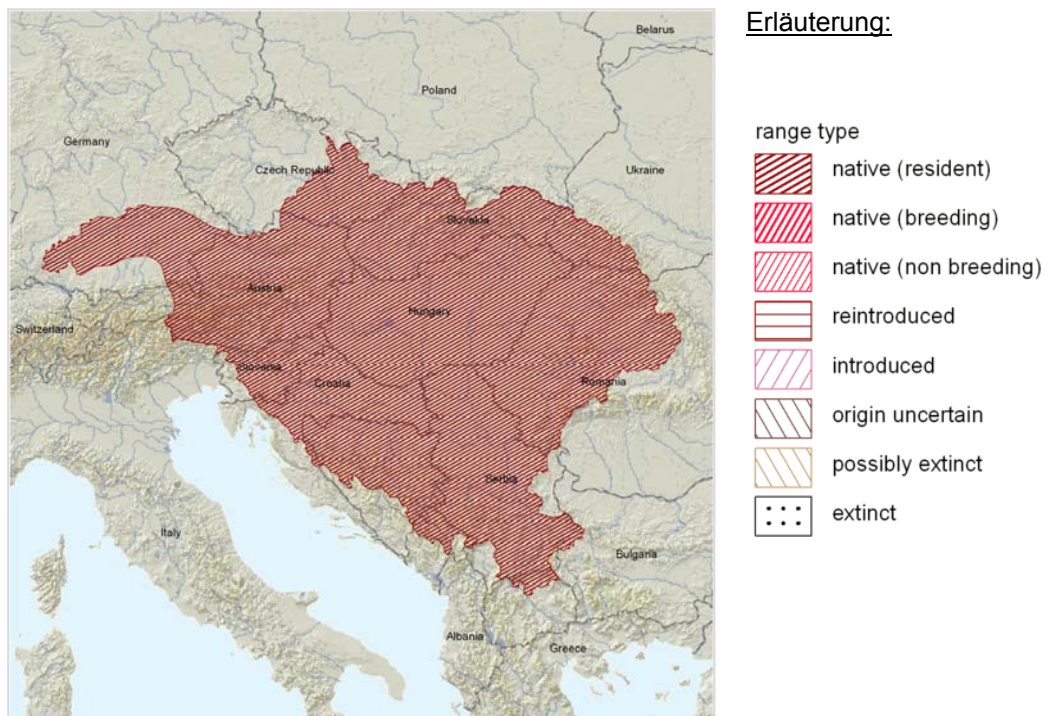 Erläuterung:
Belarus
Poland
Germany
Czech Republic
Ukraine
Slovakia
Austria
Hungary
Switzerland
Slovenia
Croatia
Romania
Serbia
Italy
Bulgaria
Albania
Greece
range type
native (resident)
native (breeding)
native (non breeding)
reintroduced
introduced
origin uncertain
possibly extinct
extinct